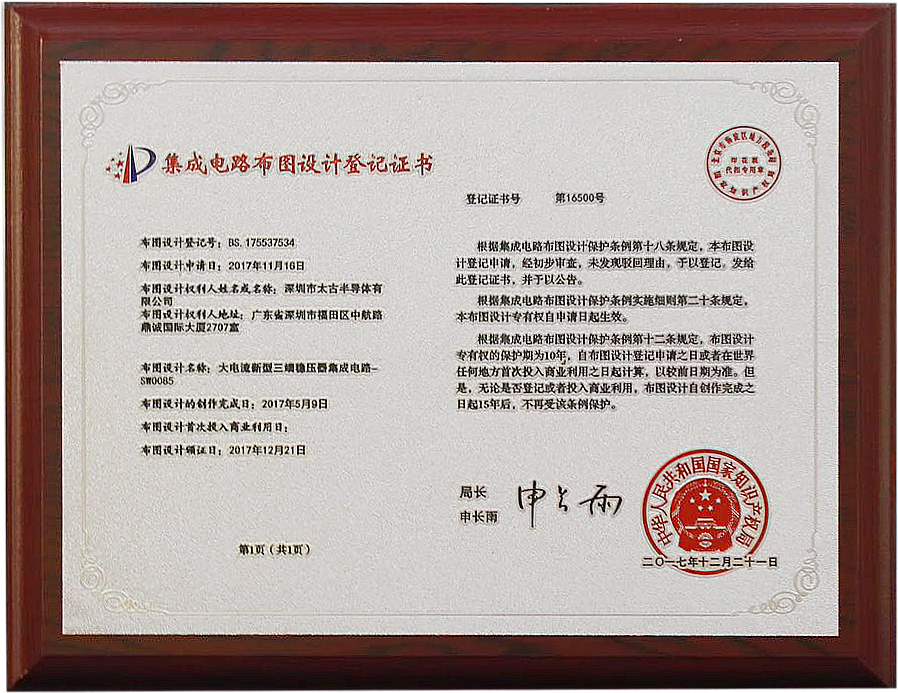 集成电路布图设计登记证书
印花税
代扣专用章
国家知识产权局
登记证书号 第16500号
布图设计登记号：BS.175537534
布图设计申请日：2017年11月16日
布图设计权利人姓名或名称：深圳市太古半导体有
限公司
布图设计权利人地址：广东省深圳市福田区中航路
鼎诚国际大厦2707室
布图设计名称：大电流新型三端稳压器集成电路-
SW0085
布图设计的创作完成日：2017年5月9日
布图设计首次投入商业利用日：
布图设计颁证日：2017年12月21日
第1页（共1页）
根据集成电路布图设计保护条例第十八条规定，本布图设
计登记申请，经初步审查，未发现驳回理由，予以登记，发给
此登记证书，并予以公告。
根据集成电路布图设计保护条例实施细则第二十条规定，
本布图设计专有权自申请日起生效。
根据集成电路布图设计保护条例第十二条规定，布图设计
专有权的保护期为10年，自布图设计登记申请之日或者在世界
任何地方首次投入商业利用之日起计算，以较前日期为准。但
是，无论是否登记或者投入商业利用，布图设计自创作完成之
日起15年后，不再受该条例保护。
局长
申长雨
申长雨
中华人民共和国国家知识产权局
二〇一七年十二月二十一日